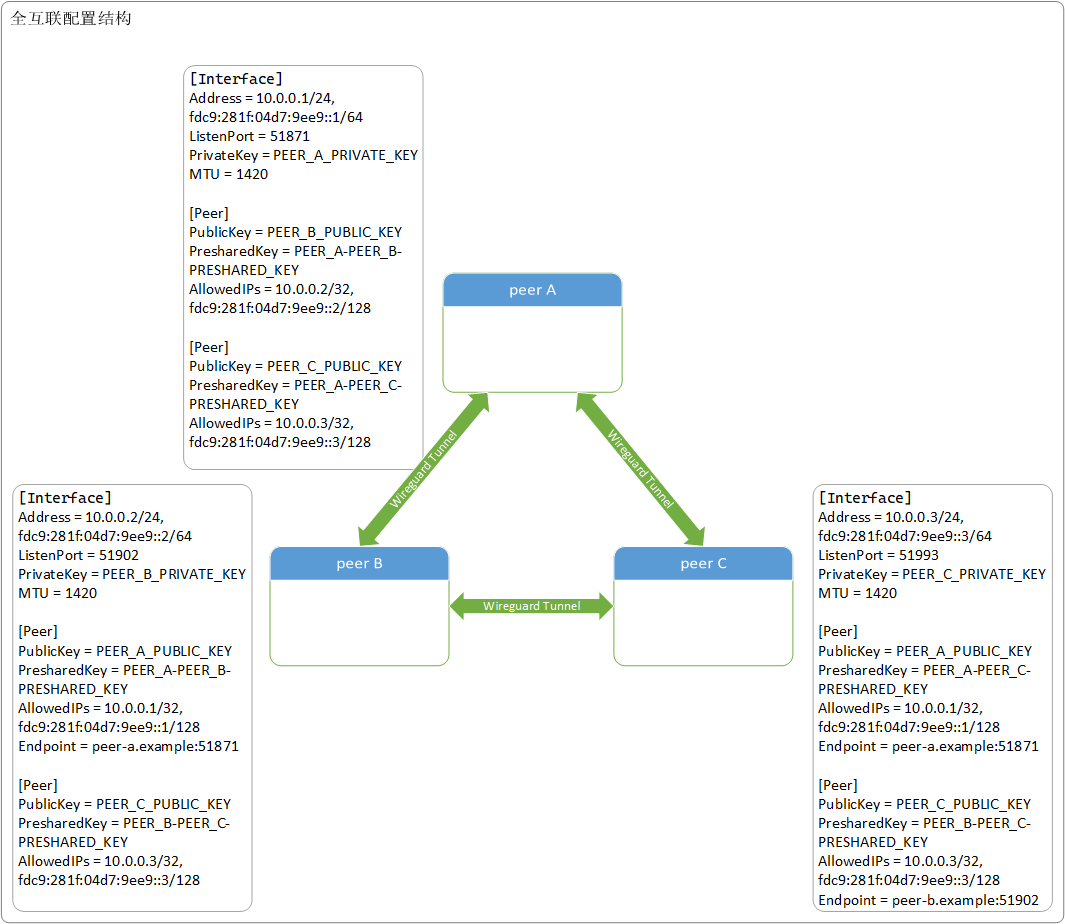 全互联配置结构
[Interface]
Address = 10.0.0.1/24,
fdc9:281f:04d7:9ee9::1/64
ListenPort = 51871
PrivateKey = PEER_A_PRIVATE_KEY
MTU = 1420
[Peer]
PublicKey = PEER_B_PUBLIC_KEY
PresharedKey = PEER_A-PEER_B-
PRESHARED_KEY
AllowedIPs = 10.0.0.2/32,
fdc9:281f:04d7:9ee9::2/128
[Peer]
PublicKey = PEER_C_PUBLIC_KEY
PresharedKey = PEER_A-PEER_C-
PRESHARED_KEY
AllowedIPs = 10.0.0.3/32,
fdc9:281f:04d7:9ee9::3/128
peer A
Wireguard Tunnel
Wireguard Tunnel
[Interface]
Address = 10.0.0.2/24,
fdc9:281f:04d7:9ee9::2/64
ListenPort = 51902
PrivateKey = PEER_B_PRIVATE_KEY
MTU = 1420
[Peer]
PublicKey = PEER_A_PUBLIC_KEY
PresharedKey = PEER_A-PEER_B-
PRESHARED_KEY
AllowedIPs = 10.0.0.1/32,
fdc9:281f:04d7:9ee9::1/128
Endpoint = peer-a.example:51871
[Peer]
PublicKey = PEER_C_PUBLIC_KEY
PresharedKey = PEER_B-PEER_C-
PRESHARED_KEY
AllowedIPs = 10.0.0.3/32,
fdc9:281f:04d7:9ee9::3/128
peer B
Wireguard Tunnel
peer C
[Interface]
Address = 10.0.0.3/24,
fdc9:281f:04d7:9ee9::3/64
ListenPort = 51993
PrivateKey = PEER_C_PRIVATE_KEY
MTU = 1420
[Peer]
PublicKey = PEER_A_PUBLIC_KEY
PresharedKey = PEER_A-PEER_C-
PRESHARED_KEY
AllowedIPs = 10.0.0.1/32,
fdc9:281f:04d7:9ee9::1/128
Endpoint = peer-a.example:51871
[Peer]
PublicKey = PEER_C_PUBLIC_KEY
PresharedKey = PEER_B-PEER_C-
PRESHARED_KEY
AllowedIPs = 10.0.0.3/32,
fdc9:281f:04d7:9ee9::3/128
Endpoint = peer-b.example:51902